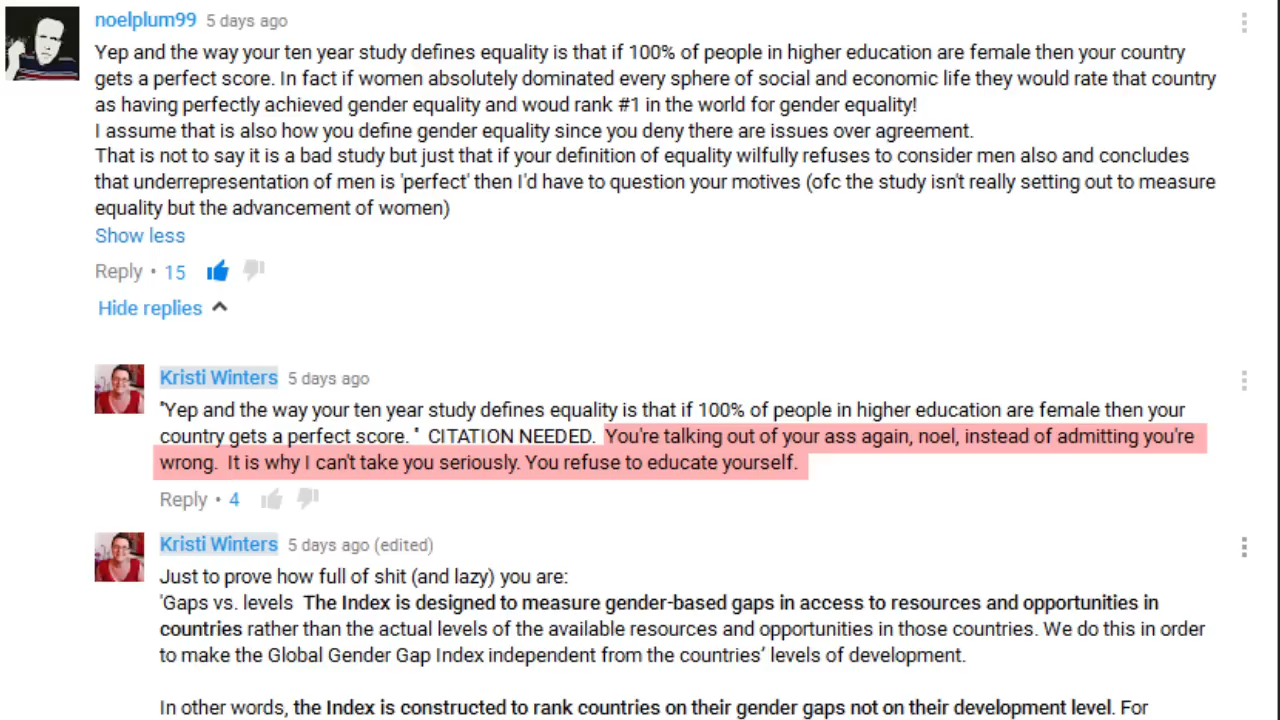 noelplum99 5 days ago
Yep and the way your ten year study defines equality is that if 100% of people in higher education are female then your country
gets a perfect score. In fact if women absolutely dominated every sphere of social and economic life they would rate that country
as having perfectly achieved gender equality and woud rank #1 in the world for gender equality!
I assume that is also how you define gender equality since you deny there are issues over agreement.
That is not to say it is a bad study but just that if your definition of equality wilfully refuses to consider men also and concludes
that underrepresentation of men is 'perfect' then I'd have to question your motives (ofc the study isn't really setting out to measure
equality but the advancement of women)
Show less
Reply • 15
Hide replies
Kristi Winters 5 days ago
"Yep and the way your ten year study defines equality is that if 100% of people in higher education are female then your
country gets a perfect score. " CITATION NEEDED. You're talking out of your ass again, noel, instead of admitting you're
wrong. It is why I can't take you seriously. You refuse to educate yourself.
Reply • 4
Kristi Winters 5 days ago (edited)
Just to prove how full of shit (and lazy) you are:
'Gaps vs. levels The Index is designed to measure gender-based gaps in access to resources and opportunities in
countries rather than the actual levels of the available resources and opportunities in those countries. We do this in order
to make the Global Gender Gap Index independent from the countries’ levels of development.
In other words, the Index is constructed to rank countries on their gender gaps not on their development level. For